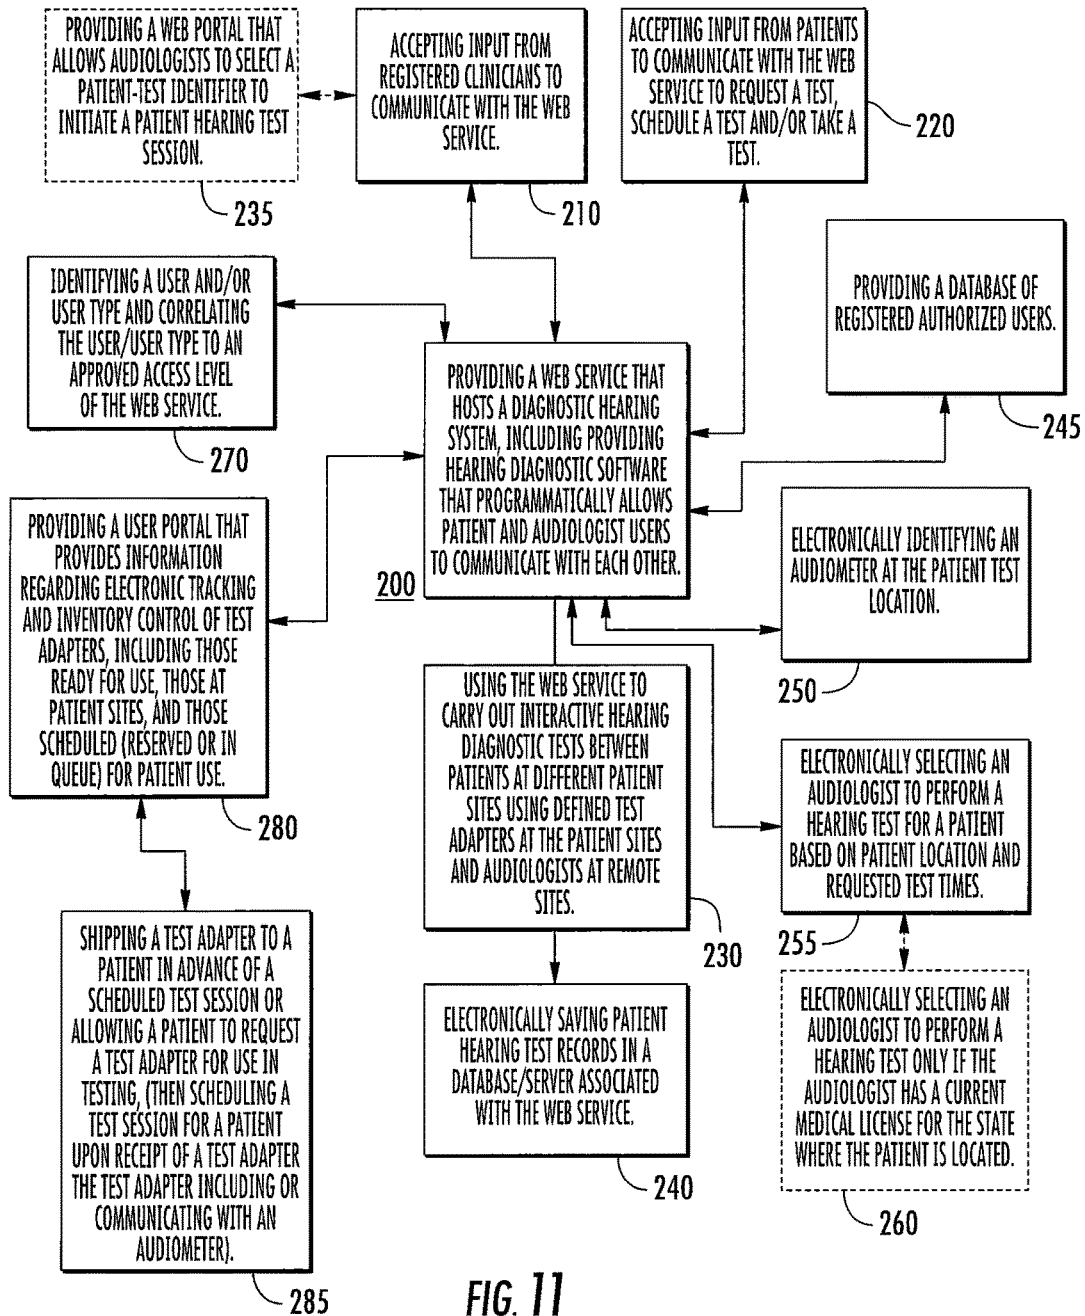 PROVIDING A WEB PORTAL THAT
ALLOWS AUDIOLOGISTS TO SELECT A
PATIENT-TEST IDENTIFIER TO
INITIATE A PATIENT HEARING TEST
SESSION.
235
ACCEPTING INPUT FROM
REGISTERED CLINICIANS TO
COMMUNICATE WITH THE WEB
SERVICE.
210
ACCEPTING INPUT FROM PATIENTS
TO COMMUNICATE WITH THE WEB
SERVICE TO REQUEST A TEST,
SCHEDULE A TEST AND/OR TAKE A
TEST.
220
IDENTIFYING A USER AND/OR
USER TYPE AND CORRELATING
THE USER/USER TYPE TO AN
APPROVED ACCESS LEVEL
OF THE WEB SERVICE.
270
PROVIDING A WEB SERVICE THAT
HOSTS A DIAGNOSTIC HEARING
SYSTEM, INCLUDING PROVIDING
HEARING DIAGNOSTIC SOFTWARE
THAT PROGRAMMATICALLY ALLOWS
PATIENT AND AUDIOLOGIST USERS
TO COMMUNICATE WITH EACH OTHER.
200
PROVIDING A DATABASE OF
REGISTERED AUTHORIZED USERS.
245
PROVIDING A USER PORTAL THAT
PROVIDES INFORMATION
REGARDING ELECTRONIC TRACKING
AND INVENTORY CONTROL OF TEST
ADAPTERS, INCLUDING THOSE
READY FOR USE, THOSE AT
PATIENT SITES, AND THOSE
SCHEDULED (RESERVED OR IN
QUEUE) FOR PATIENT USE.
280
ELECTRONICALLY IDENTIFYING AN
AUDIOMETER AT THE PATIENT TEST
LOCATION.
250
USING THE WEB SERVICE TO
CARRY OUT INTERACTIVE HEARING
DIAGNOSTIC TESTS BETWEEN
PATIENTS AT DIFFERENT PATIENT
SITES USING DEFINED TEST
ADAPTERS AT THE PATIENT SITES
AND AUDIOLOGISTS AT REMOTE
SITES.
230
ELECTRONICALLY SELECTING AN
AUDIOLOGIST TO PERFORM A
HEARING TEST FOR A PATIENT
BASED ON PATIENT LOCATION AND
REQUESTED TEST TIMES.
255
SHIPPING A TEST ADAPTER TO A
PATIENT IN ADVANCE OF A
SCHEDULED TEST SESSION OR
ALLOWING A PATIENT TO REQUEST
A TEST ADAPTER FOR USE IN
TESTING, (THEN SCHEDULING A
TEST SESSION FOR A PATIENT
UPON RECEIPT OF A TEST ADAPTER
THE TEST ADAPTER INCLUDING OR
COMMUNICATING WITH AN
AUDIOMETER).
285
ELECTRONICALLY SAVING PATIENT
HEARING TEST RECORDS IN A
DATABASE/SERVER ASSOCIATED
WITH THE WEB SERVICE.
240
ELECTRONICALLY SELECTING AN
AUDIOLOGIST TO PERFORM A
HEARING TEST ONLY IF THE
AUDIOLOGIST HAS A CURRENT
MEDICAL LICENSE FOR THE STATE
WHERE THE PATIENT IS LOCATED.
260
FIG. 11